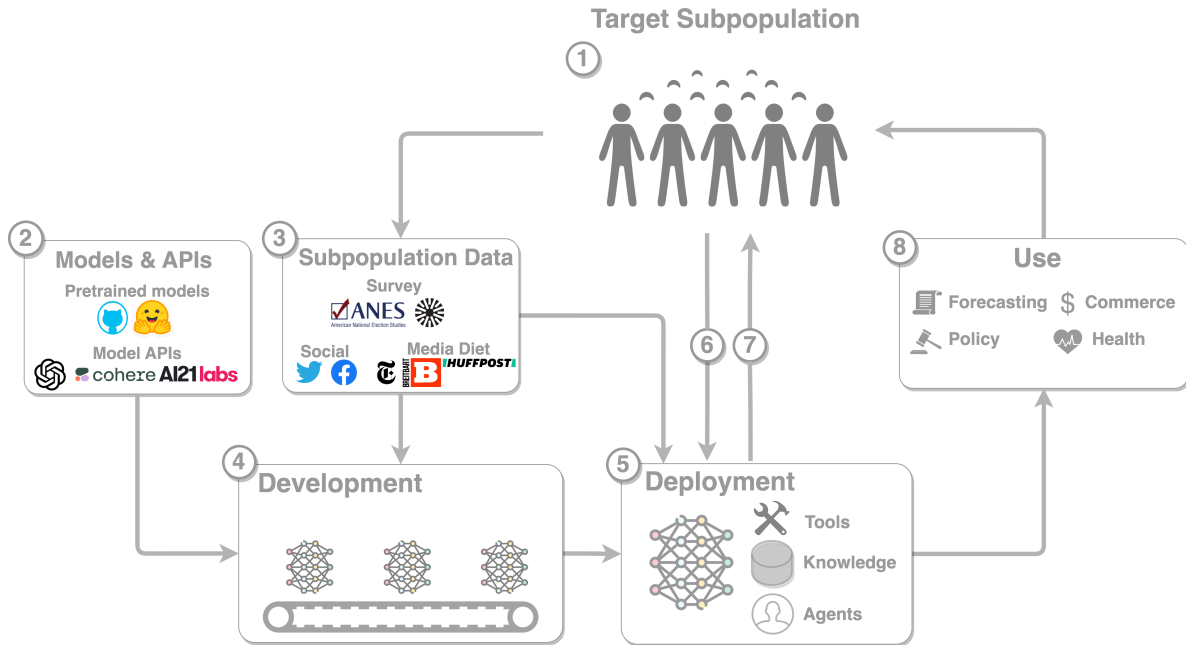 Target Subpopulation
1
2
Models & APIs
Pretrained models
Model APIs
cohere AI21labs
3
Subpopulation Data
Survey
ANES
American National Election Studies
Social
Media Diet
T
BREITBART
B
HUFFPOST
6
7
8
Use
Forecasting
$ Commerce
Policy
Health
4
Development
5
Deployment
Tools
Knowledge
Agents